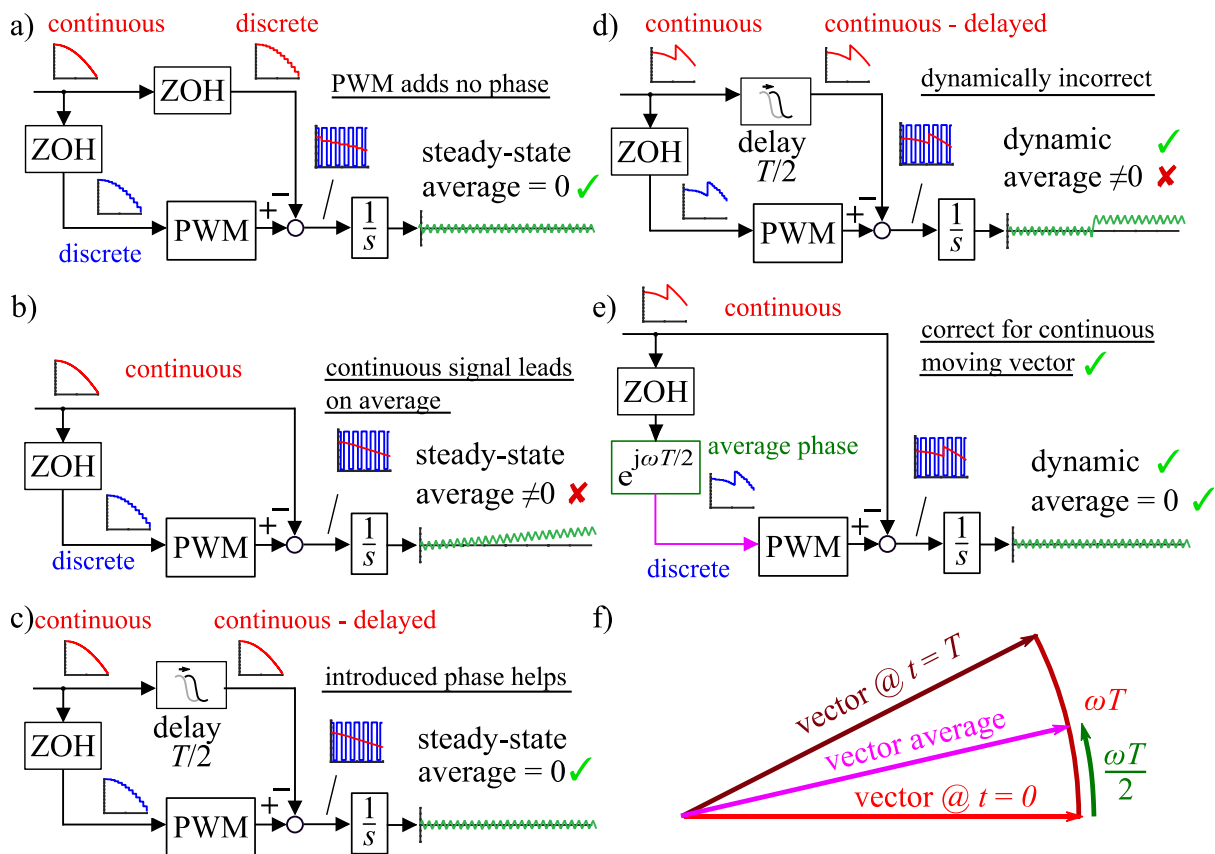 a)
continuous
discrete
ZOH
PWM adds no phase
ZOH
steady-state
average = 0 ✓
+
−
PWM
1
s
discrete
b)
continuous
continuous signal leads
on average
ZOH
steady-state
average ≠0 ✘
+
−
PWM
1
s
discrete
c)
continuous
continuous - delayed
introduced phase helps
delay
T/2
ZOH
steady-state
average = 0 ✓
+
−
PWM
1
s
d)
continuous
continuous - delayed
dynamically incorrect
delay
T/2
ZOH
dynamic ✓
average ≠0 ✘
+
−
PWM
1
s
e)
continuous
correct for continuous
moving vector ✓
ZOH
e^jωT/2
average phase
dynamic ✓
average = 0 ✓
+
−
PWM
1
s
discrete
f)
vector @ t = T
ωT
vector average
ωT
2
vector @ t = 0